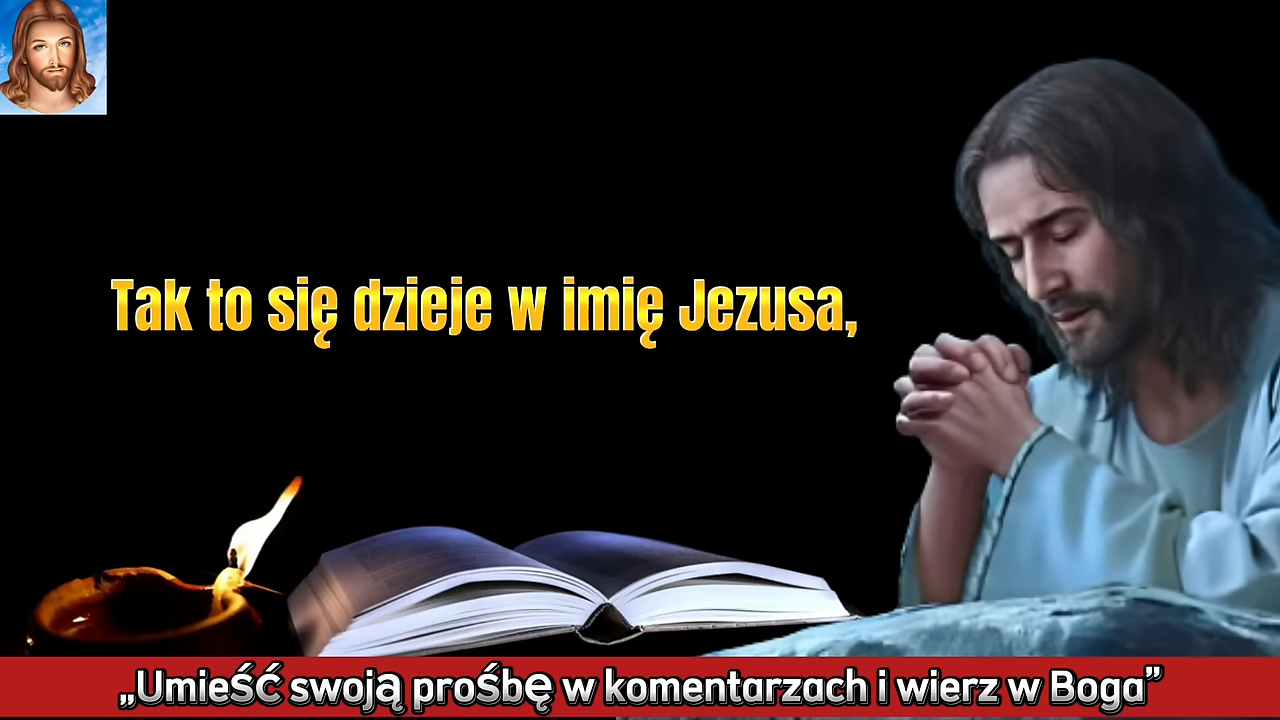 Tak to się dzieje w imię Jezusa,
„Umieść swoją prośbę w komentarzach i wierz w Boga”